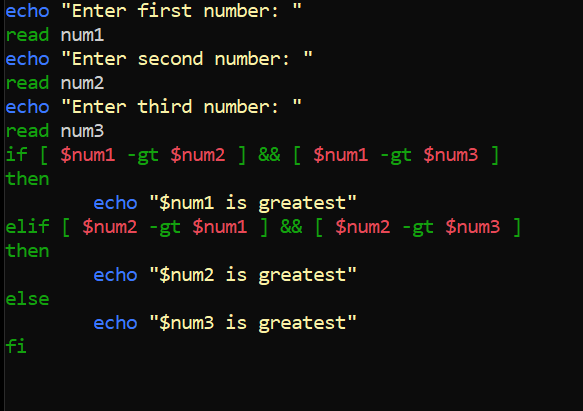 echo "Enter first number: "
read num1
echo "Enter second number: "
read num2
echo "Enter third number: "
read num3
if [ $num1 -gt $num2 ] && [ $num1 -gt $num3 ]
then
        echo "$num1 is greatest"
elif [ $num2 -gt $num1 ] && [ $num2 -gt $num3 ]
then
        echo "$num2 is greatest"
else
        echo "$num3 is greatest"
fi